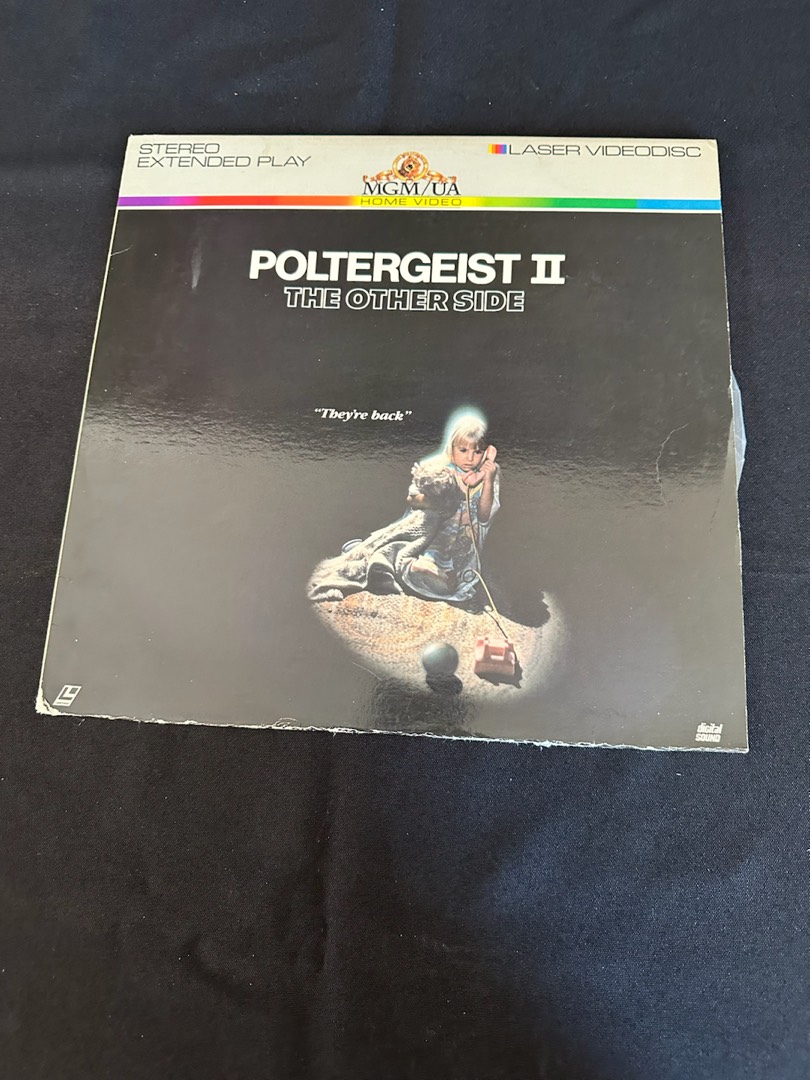 STEREO
EXTENDED PLAY
LASER VIDEODISC
MGM/UA
HOME VIDEO
POLTERGEIST II
THE OTHER SIDE
“They're back”
digital
SOUND